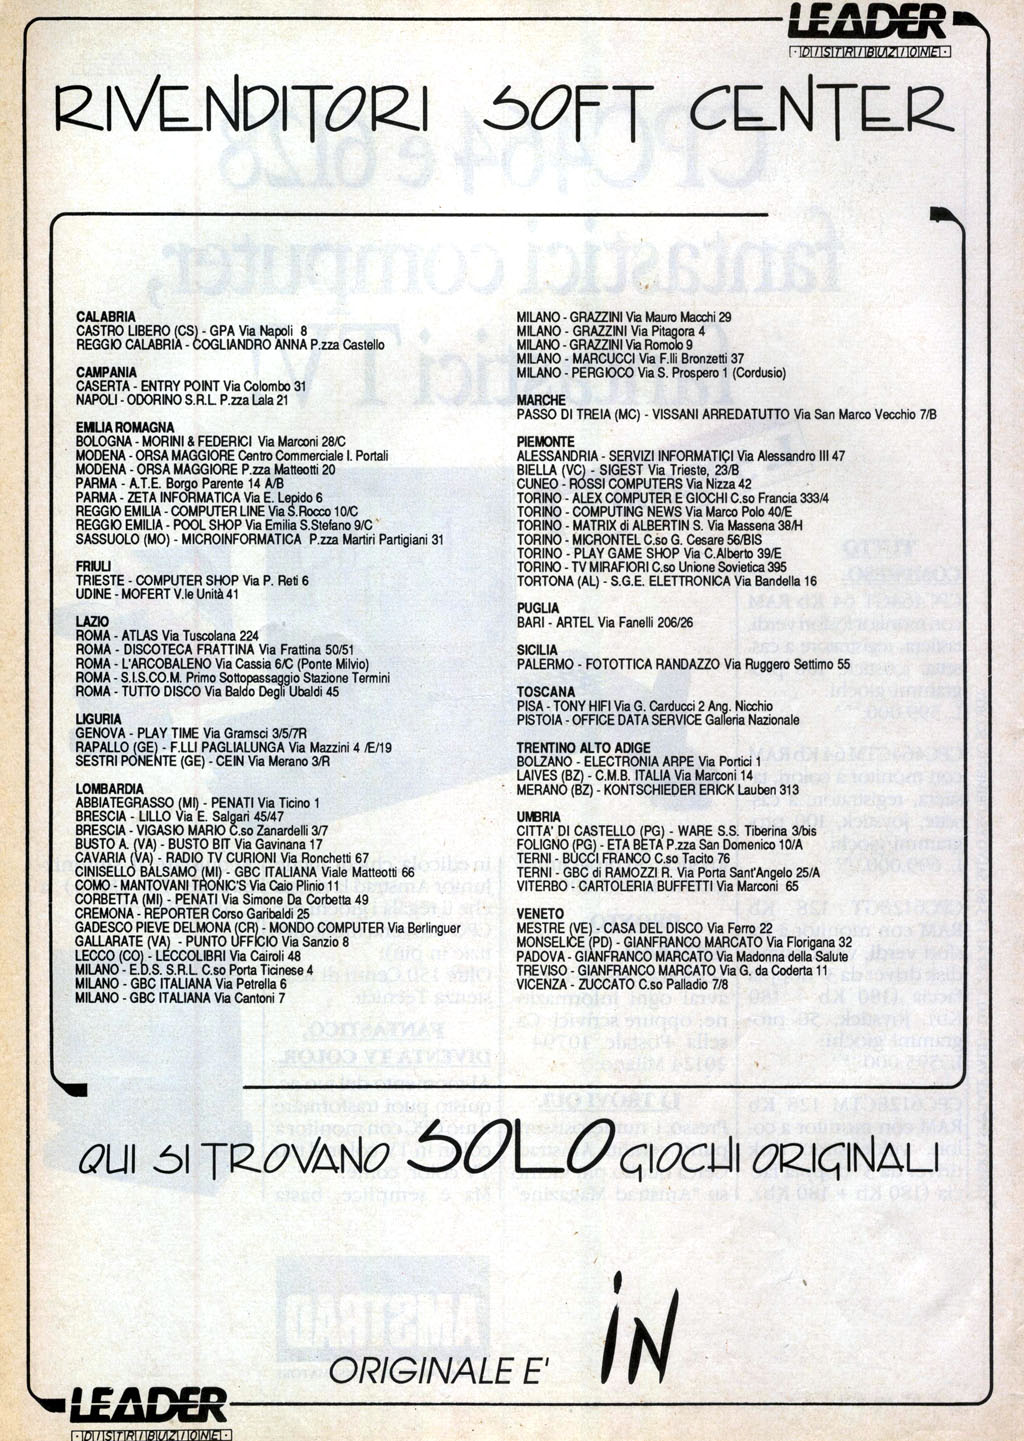 LEADER
DISTRIBUZIONE
RIVENDITORI SOFT CENTER
CALABRIA
CASTRO LIBERO (CS) - GPA Via Napoli 8
REGGIO CALABRIA - COGLIANDRO ANNA P.zza Castello
CAMPANIA
CASERTA - ENTRY POINT Via Colombo 31
NAPOLI - ODORINO S.R.L. P.zza Lala 21
EMILIA ROMAGNA
BOLOGNA - MORINI & FEDERICI Via Marconi 28/C
MODENA - ORSA MAGGIORE Centro Commerciale I. Portali
MODENA - ORSA MAGGIORE P.zza Matteotti 20
PARMA - A.T.E. Borgo Parente 14 A/B
PARMA - ZETA INFORMATICA Via E. Lepido 6
REGGIO EMILIA - COMPUTER LINE Via S.Rocco 10/C
REGGIO EMILIA - POOL SHOP Via Emilia S.Stefano 9/C
SASSUOLO (MO) - MICROINFORMATICA P.zza Martiri Partigiani 31
FRIULI
TRIESTE - COMPUTER SHOP Via P. Reti 6
UDINE - MOFERT V.le Unità 41
LAZIO
ROMA - ATLAS Via Tuscolana 224
ROMA - DISCOTECA FRATTINA Via Frattina 50/51
ROMA - L'ARCOBALENO Via Cassia 6/C (Ponte Milvio)
ROMA - S.I.S.CO.M. Primo Sottopassaggio Stazione Termini
ROMA - TUTTO DISCO Via Baldo Degli Ubaldi 45
LIGURIA
GENOVA - PLAY TIME Via Gramsci 3/5/7R
RAPALLO (GE) - F.LLI PAGLIALUNGA Via Mazzini 4 /E/19
SESTRI PONENTE (GE) - CEIN Via Merano 3/R
LOMBARDIA
ABBIATEGRASSO (MI) - PENATI Via Ticino 1
BRESCIA - LILLO Via E. Salgari 45/47
BRESCIA - VIGASIO MARIO C.so Zanardelli 3/7
BUSTO A. (VA) - BUSTO BIT Via Gavinana 17
CAVARIA (VA) - RADIO TV CURIONI Via Ronchetti 67
CINISELLO BALSAMO (MI) - GBC ITALIANA Viale Matteotti 66
COMO - MANTOVANI TRONIC'S Via Caio Plinio 11
CORBETTA (MI) - PENATI Via Simone Da Corbetta 49
CREMONA - REPORTER Corso Garibaldi 25
GADESCO PIEVE DELMONA (CR) - MONDO COMPUTER Via Berlinguer
GALLARATE (VA) - PUNTO UFFICIO Via Sanzio 8
LECCO (CO) - LECCOLIBRI Via Cairoli 48
MILANO - E.D.S. S.R.L. C.so Porta Ticinese 4
MILANO - GBC ITALIANA Via Petrella 6
MILANO - GBC ITALIANA Via Cantoni 7
MILANO - GRAZZINI Via Mauro Macchi 29
MILANO - GRAZZINI Via Pitagora 4
MILANO - GRAZZINI Via Romolo 9
MILANO - MARCUCCI Via F.lli Bronzetti 37
MILANO - PERGIOCO Via S. Prospero 1 (Cordusio)
MARCHE
PASSO DI TREIA (MC) - VISSANI ARREDATUTTO Via San Marco Vecchio 7/B
PIEMONTE
ALESSANDRIA - SERVIZI INFORMATICI Via Alessandro III 47
BIELLA (VC) - SIGEST Via Trieste, 23/B
CUNEO - ROSSI COMPUTERS Via Nizza 42
TORINO - ALEX COMPUTER E GIOCHI C.so Francia 333/4
TORINO - COMPUTING NEWS Via Marco Polo 40/E
TORINO - MATRIX di ALBERTIN S. Via Massena 38/H
TORINO - MICRONTEL C.so G. Cesare 56/BIS
TORINO - PLAY GAME SHOP Via C.Alberto 39/E
TORINO - TV MIRAFIORI C.so Unione Sovietica 395
TORTONA (AL) - S.G.E. ELETTRONICA Via Bandella 16
PUGLIA
BARI - ARTEL Via Fanelli 206/26
SICILIA
PALERMO - FOTOTTICA RANDAZZO Via Ruggero Settimo 55
TOSCANA
PISA - TONY HIFI Via G. Carducci 2 Ang. Nicchio
PISTOIA - OFFICE DATA SERVICE Galleria Nazionale
TRENTINO ALTO ADIGE
BOLZANO - ELECTRONIA ARPE Via Portici 1
LAIVES (BZ) - C.M.B. ITALIA Via Marconi 14
MERANO (BZ) - KONTSCHIEDER ERICK Lauben 313
UMBRIA
CITTA' DI CASTELLO (PG) - WARE S.S. Tiberina 3/bis
FOLIGNO (PG) - ETA BETA P.zza San Domenico 10/A
TERNI - BUCCI FRANCO C.so Tacito 76
TERNI - GBC di RAMOZZI R. Via Porta Sant'Angelo 25/A
VITERBO - CARTOLERIA BUFFETTI Via Marconi 65
VENETO
MESTRE (VE) - CASA DEL DISCO Via Ferro 22
MONSELICE (PD) - GIANFRANCO MARCATO Via Florigana 32
PADOVA - GIANFRANCO MARCATO Via Madonna della Salute
TREVISO - GIANFRANCO MARCATO Via G. da Coderta 11
VICENZA - ZUCCATO C.so Palladio 7/8
QUI SI TROVANO SOLO GIOCHI ORIGINALI
ORIGINALE E' iN
LEADER
DISTRIBUZIONE